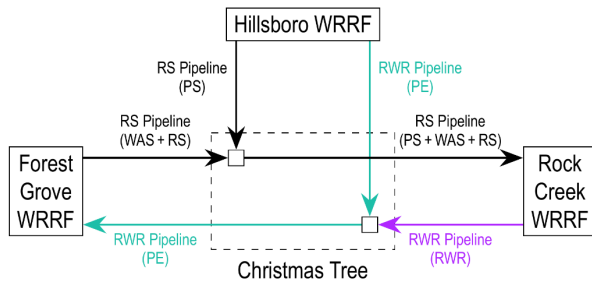 Hillsboro WRRF
RS Pipeline
(PS)
RWR Pipeline
(PE)
RS Pipeline
(WAS + RS)
RS Pipeline
(PS + WAS + RS)
Forest
Grove
WRRF
Rock
Creek
WRRF
RWR Pipeline
(PE)
RWR Pipeline
(RWR)
Christmas Tree